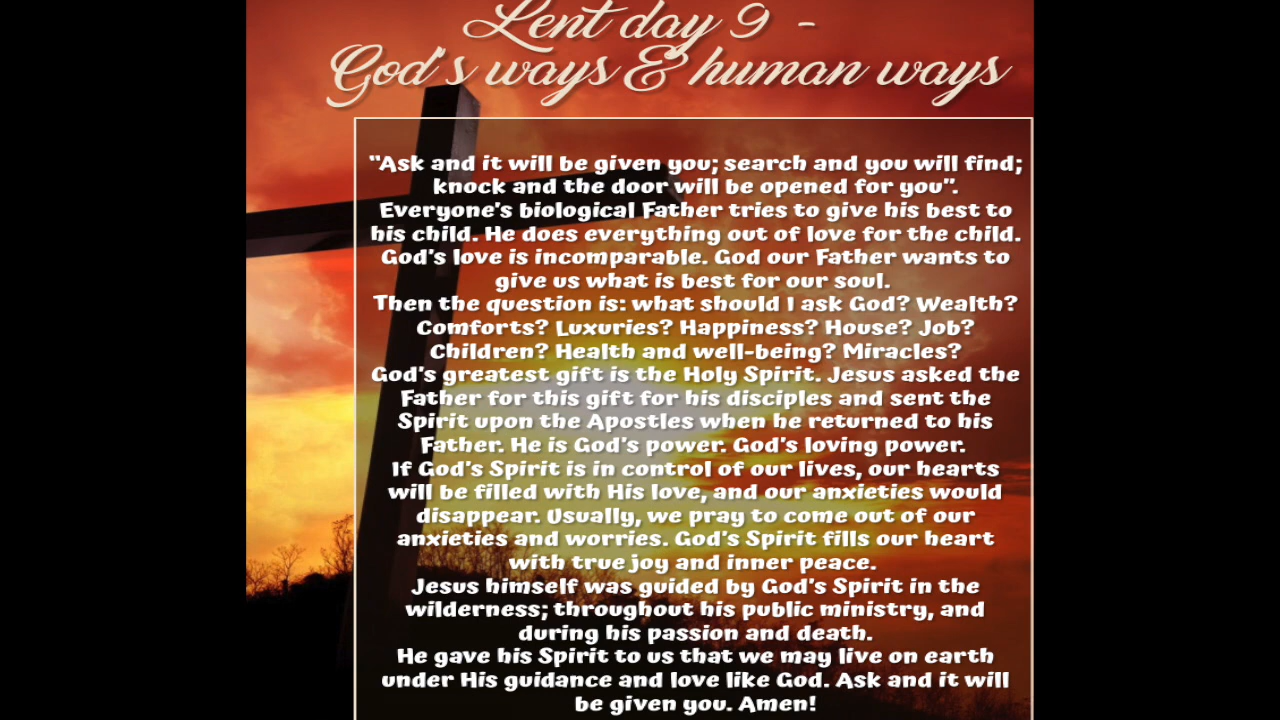 Lent day 9 -
God's ways & human ways
"Ask and it will be given you; search and you will find;
knock and the door will be opened for you".
Everyone's biological Father tries to give his best to
his child. He does everything out of love for the child.
God's love is incomparable. God our Father wants to
give us what is best for our soul.
Then the question is: what should I ask God? Wealth?
Comforts? Luxuries? Happiness? House? Job?
Children? Health and well-being? Miracles?
God's greatest gift is the Holy Spirit. Jesus asked the
Father for this gift for his disciples and sent the
Spirit upon the Apostles when he returned to his
Father. He is God's power. God's loving power.
If God's Spirit is in control of our lives, our hearts
will be filled with His love, and our anxieties would
disappear. Usually, we pray to come out of our
anxieties and worries. God's Spirit fills our heart
with true joy and inner peace.
Jesus himself was guided by God's Spirit in the
wilderness; throughout his public ministry, and
during his passion and death.
He gave his Spirit to us that we may live on earth
under His guidance and love like God. Ask and it will
be given you. Amen!